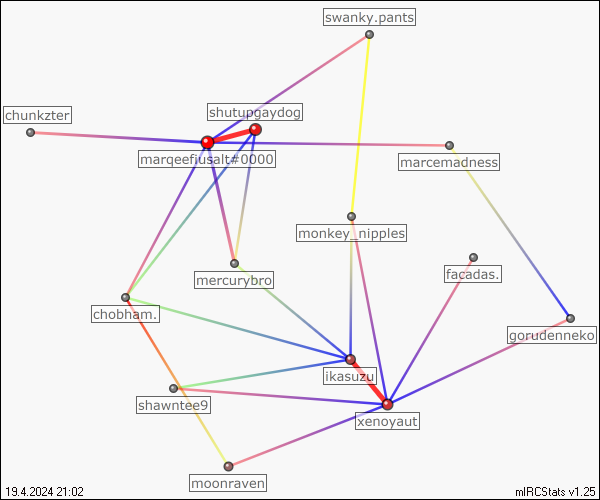 swanky.pants
chunkzter
shutupgaydog
marqeefiusalt#0000
marcemadness
monkey_nipples
mercurybro
facadas.
chobham.
gorudenneko
ikasuzu
shawntee9
xenoyaut
moonraven
19.4.2024 21:02
mIRCStats v1.25